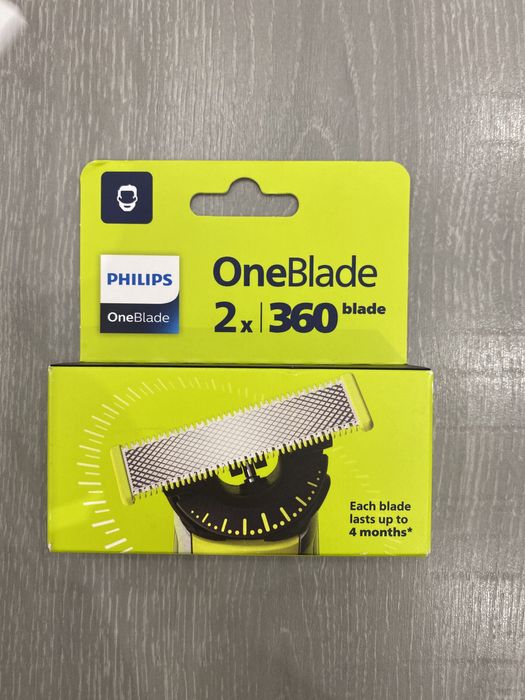 PHILIPS
OneBlade
OneBlade
2x | 360 blade
Each blade
lasts up to
4 months*